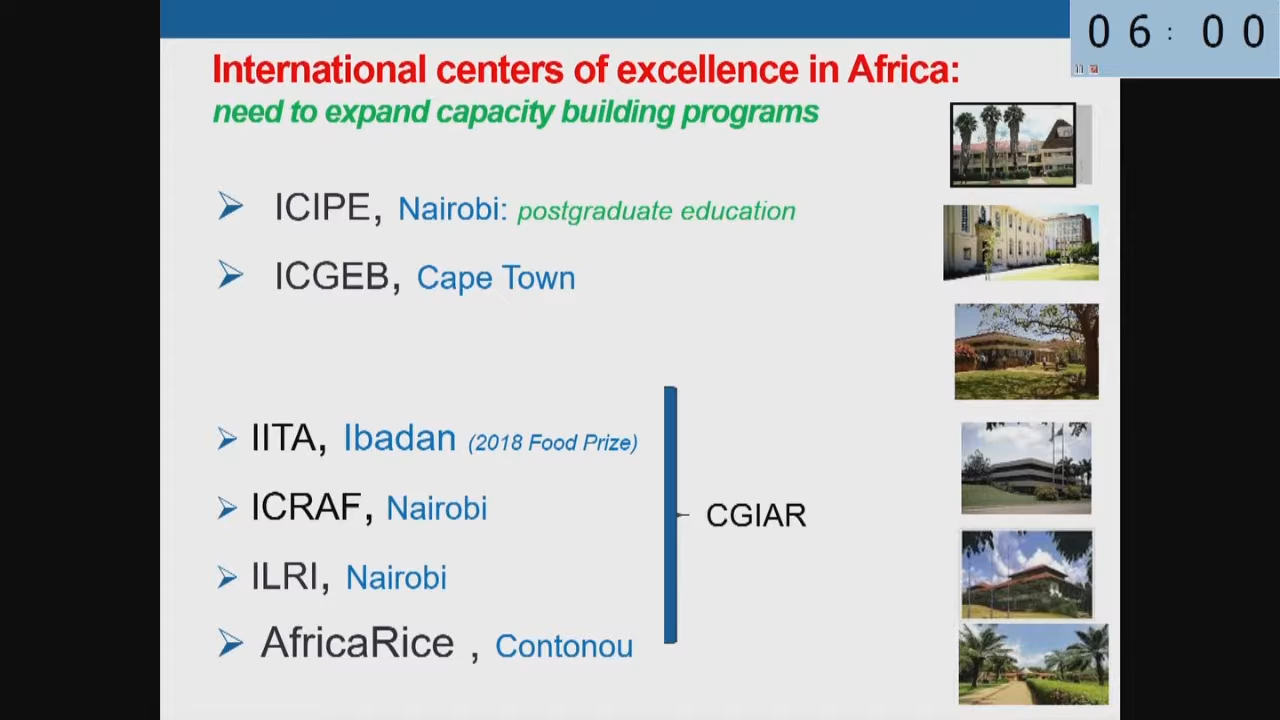 06:00
International centers of excellence in Africa:
need to expand capacity building programs
ICIPE, Nairobi: postgraduate education
ICGEB, Cape Town
IITA, Ibadan (2018 Food Prize)
ICRAF, Nairobi
ILRI, Nairobi
AfricaRice , Contonou
CGIAR